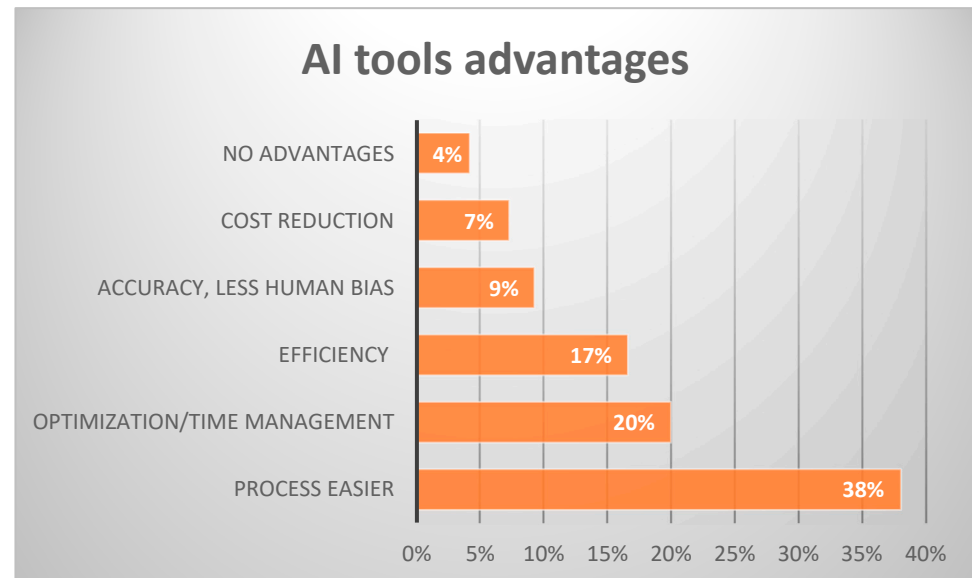 AI tools advantages
NO ADVANTAGES 4%
COST REDUCTION 7%
ACCURACY, LESS HUMAN BIAS 9%
EFFICIENCY 17%
OPTIMIZATION/TIME MANAGEMENT 20%
PROCESS EASIER 38%
0% 5% 10% 15% 20% 25% 30% 35% 40%